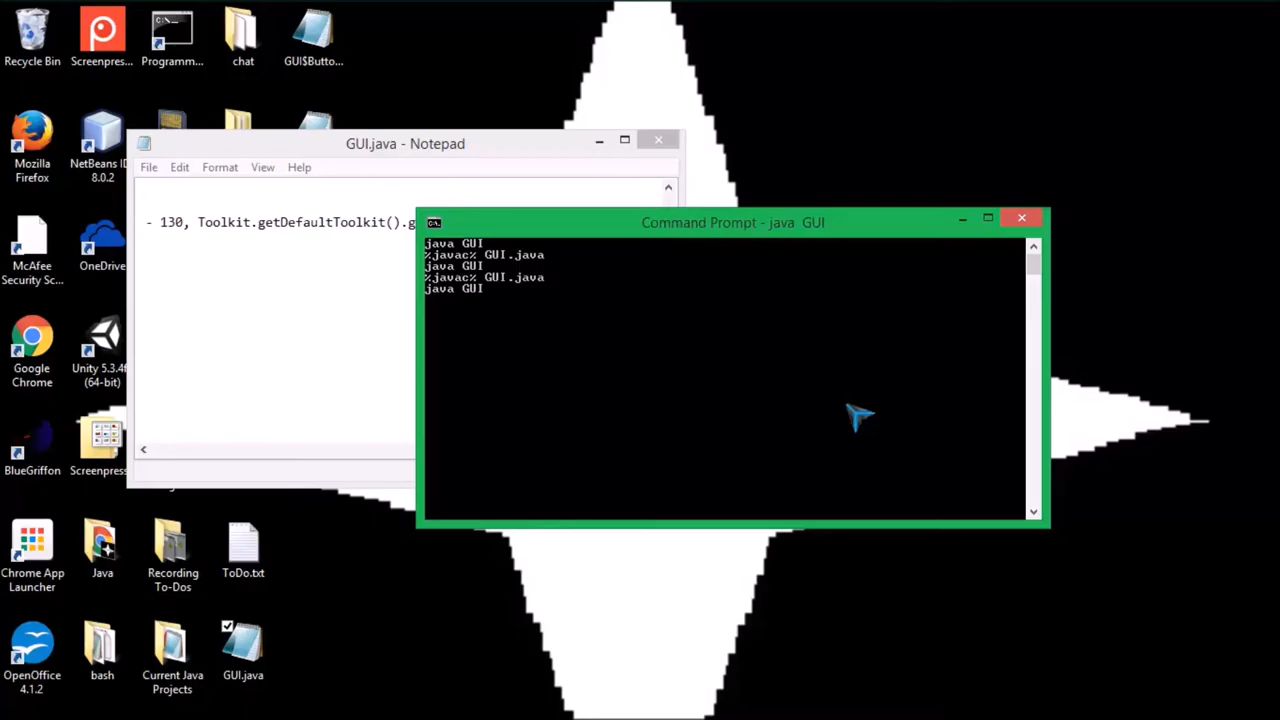 Recycle Bin
Screenpres...
Programm...
chat
GUI$Butto...
Mozilla
Firefox
NetBeans ID
8.0.2
McAfee
Security Sc...
OneDrive
Google
Chrome
Unity 5.3.4f
(64-bit)
BlueGriffon
Screenpress
Chrome App
Launcher
Java
Recording
To-Dos
ToDo.txt
OpenOffice
4.1.2
bash
Current Java
Projects
GUI.java
GUI.java - Notepad
File Edit Format View Help
- 130, Toolkit.getDefaultToolkit().g
C:\.
Command Prompt - java  GUI
java GUI
%javac% GUI.java
java GUI
%javac% GUI.java
java GUI